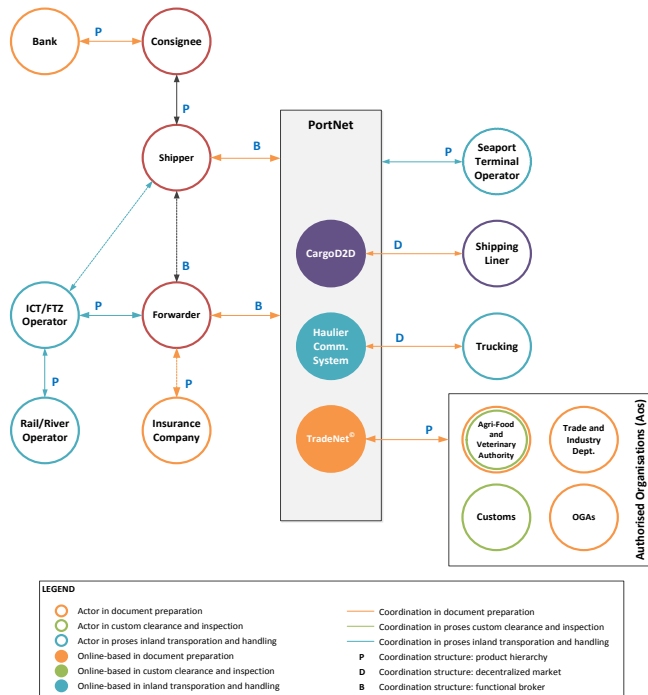 Bank
P
Consignee
P
PortNet
Shipper
B
P
Seaport
Terminal
Operator
CargoD2D
D
Shipping
Liner
B
ICT/FTZ
Operator
P
Forwarder
B
Haulier
Comm.
System
D
Trucking
P
P
Rail/River
Operator
Insurance
Company
TradeNet©
P
Agri-Food
and
Veterinary
Authority
Trade and
Industry
Dept.
Customs
OGAs
Authorised Organisations (Aos)
LEGEND
Actor in document preparation
Actor in custom clearance and inspection
Actor in proses inland transporation and handling
Online-based in document preparation
Online-based in custom clearance and inspection
Online-based in inland transportation and handling
Coordination in document preparation
Coordination in proses custom clearance and inspection
Coordination in proses inland transportation and handling
P Coordination structure: product hierarchy
D Coordination structure: decentralized market
B Coordination structure: functional broker